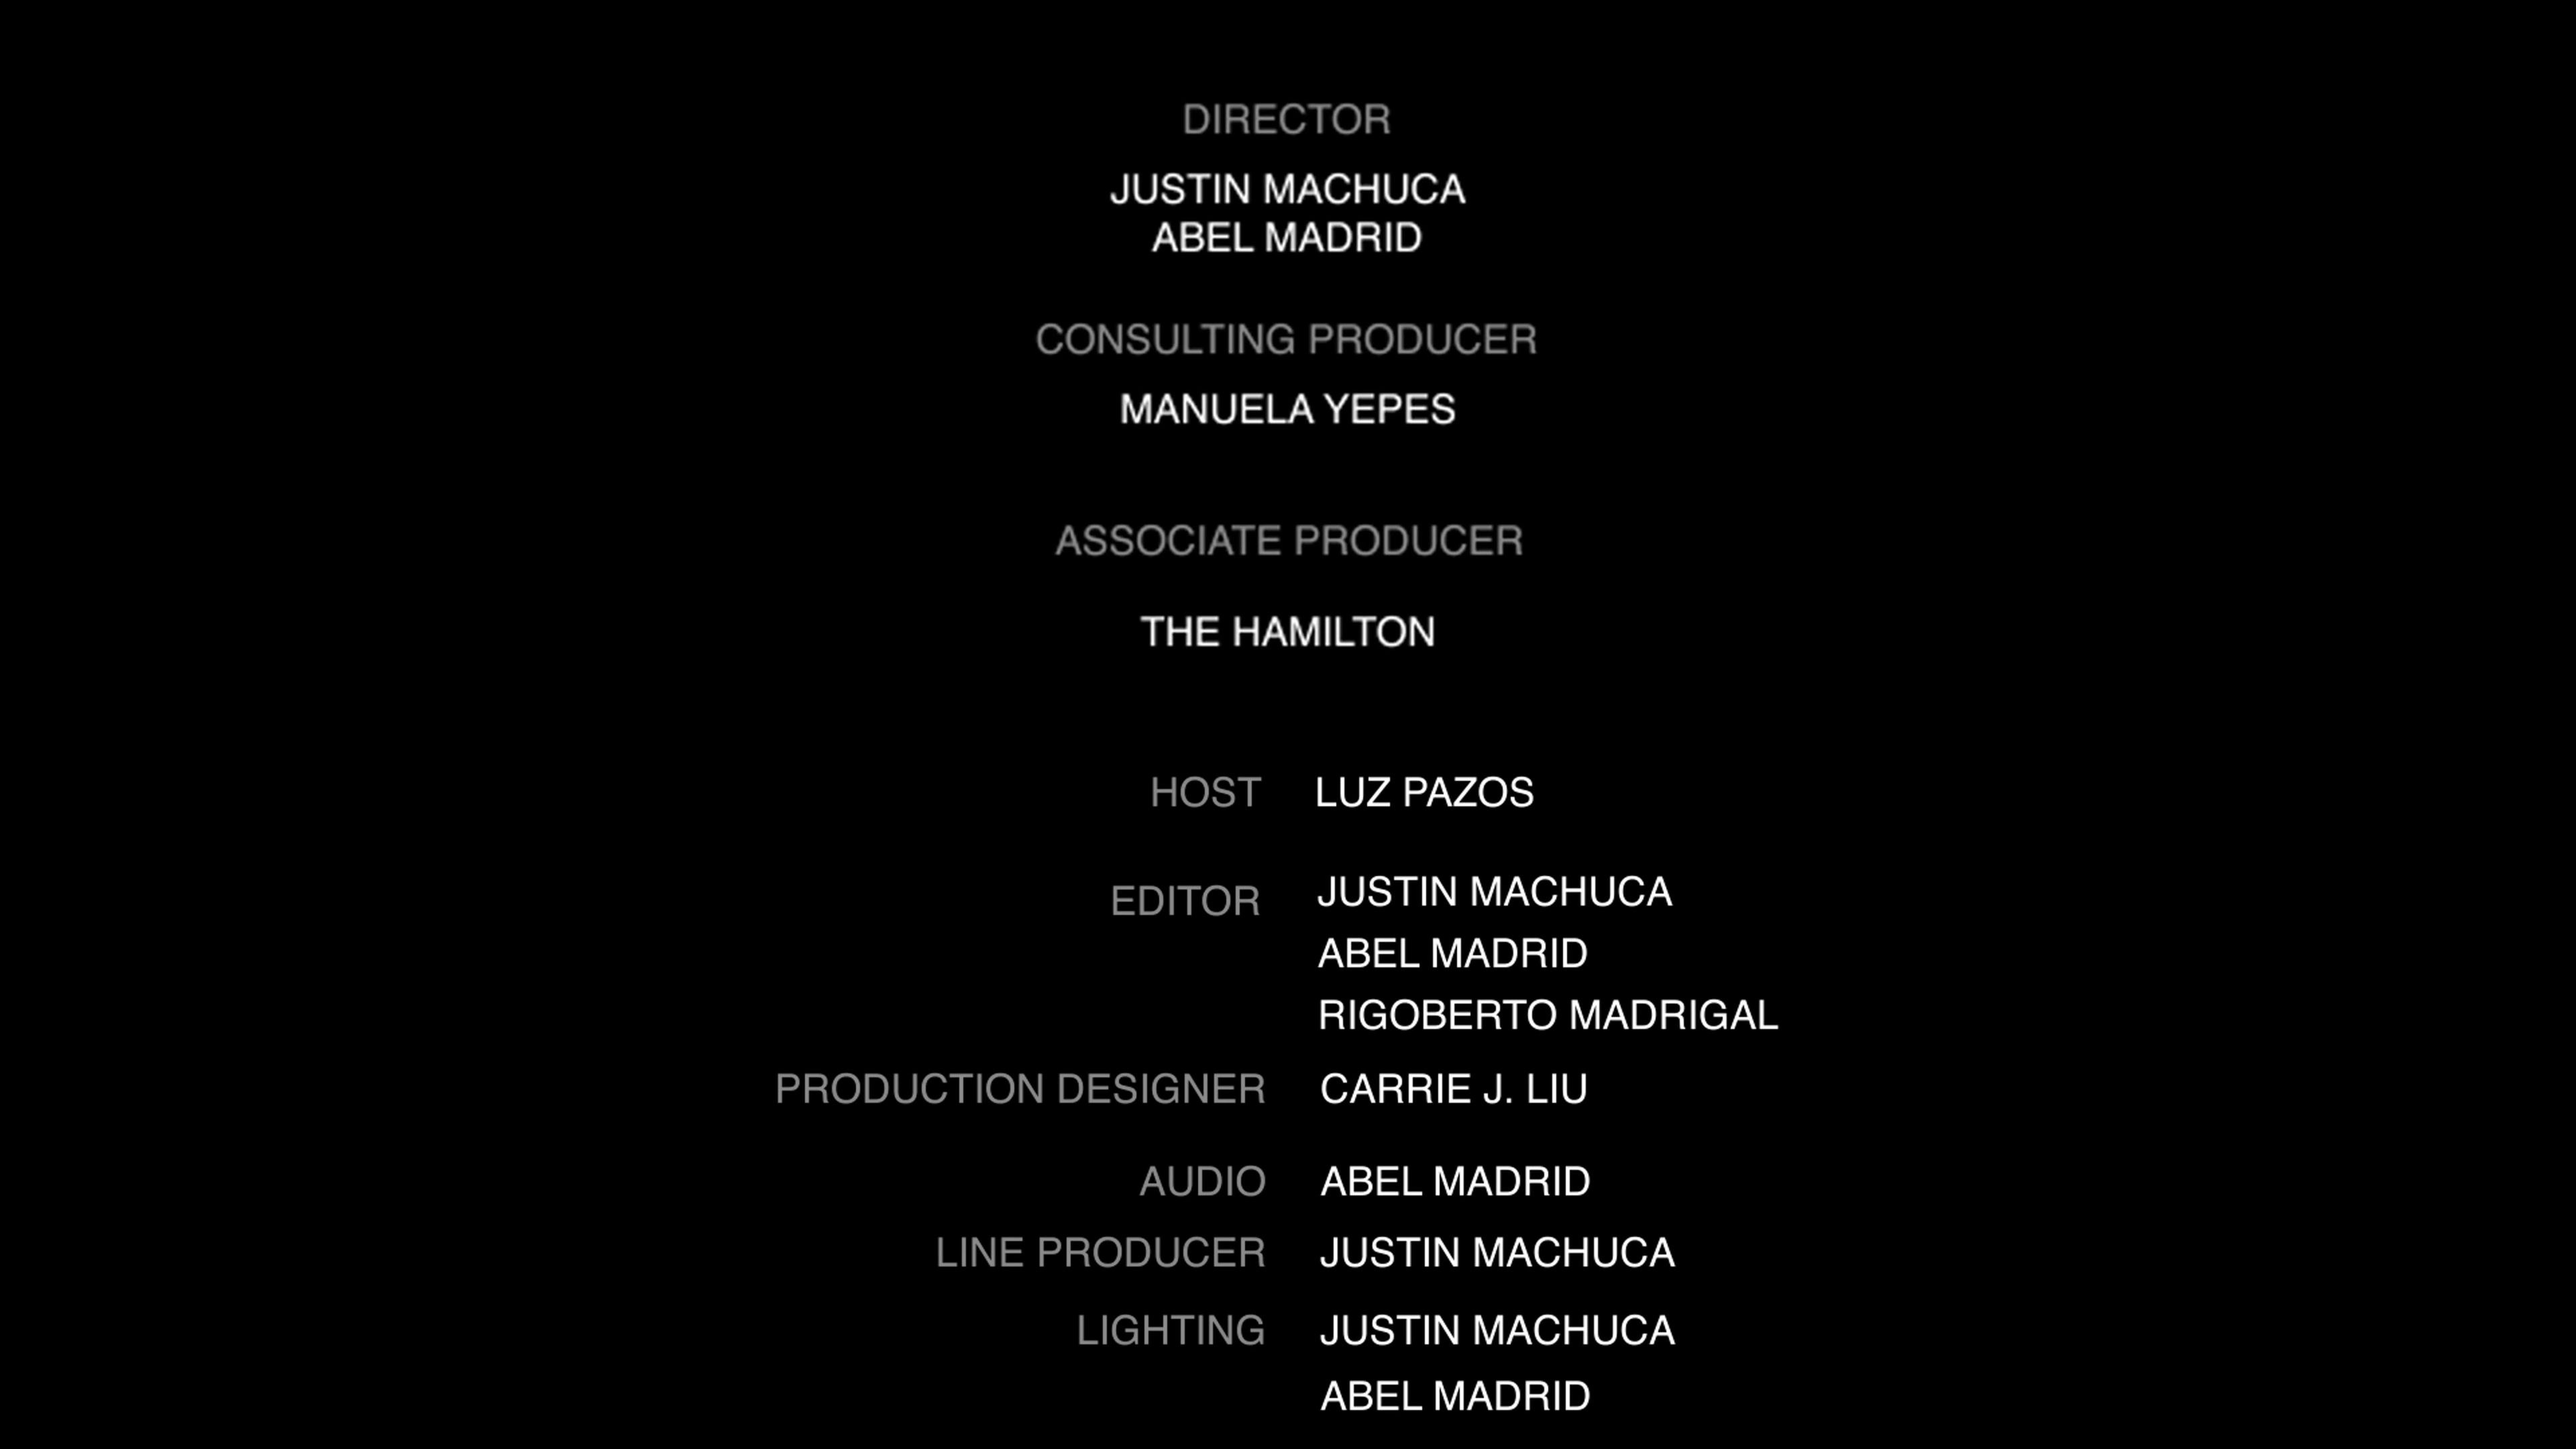 DIRECTOR
JUSTIN MACHUCA
ABEL MADRID
CONSULTING PRODUCER
MANUELA YEPES
ASSOCIATE PRODUCER
THE HAMILTON
HOST LUZ PAZOS
EDITOR JUSTIN MACHUCA
ABEL MADRID
RIGOBERTO MADRIGAL
PRODUCTION DESIGNER CARRIE J. LIU
AUDIO ABEL MADRID
LINE PRODUCER JUSTIN MACHUCA
LIGHTING JUSTIN MACHUCA
ABEL MADRID